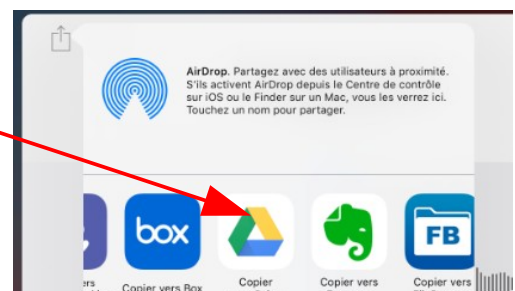 AirDrop. Partagez avec des utilisateurs à proximité.
S'ils activent AirDrop depuis le Centre de contrôle
sur iOS ou le Finder sur un Mac, vous les verrez ici.
Touchez un nom pour partager.
box
FB
Copier vers Box
Copier
Copier vers
Copier vers